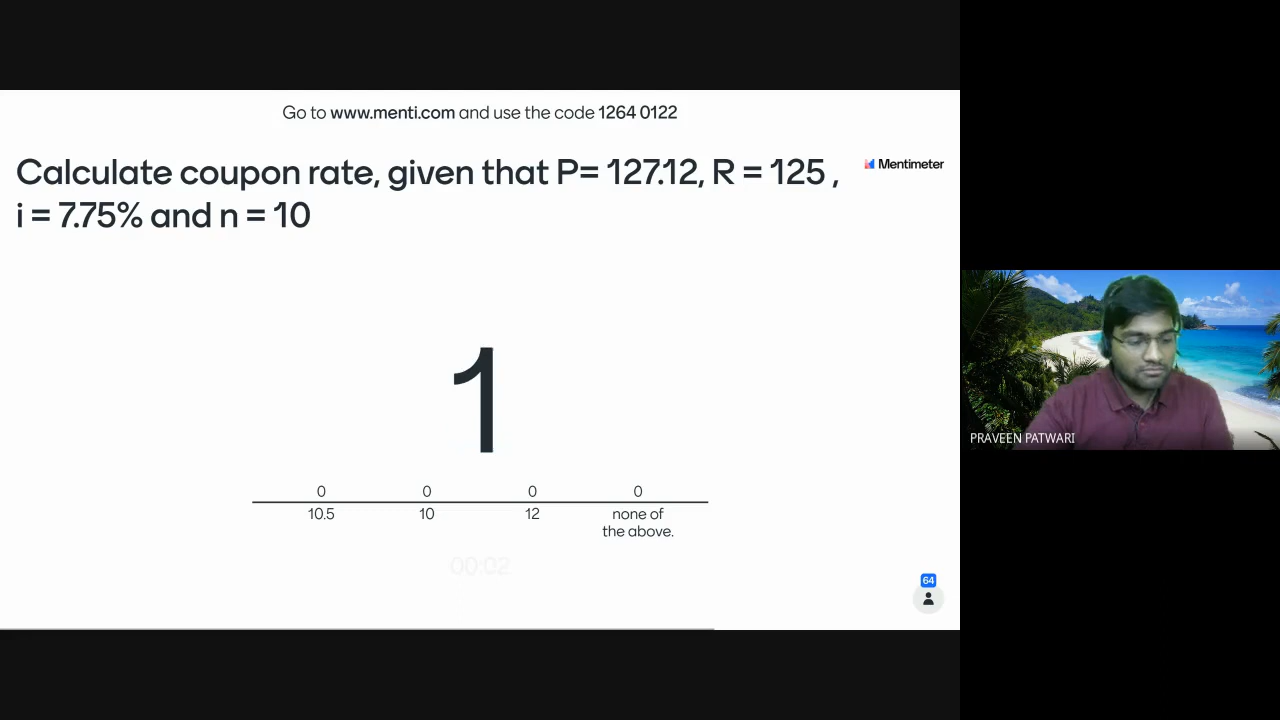 Go to www.menti.com and use the code 1264 0122
Calculate coupon rate, given that P= 127.12, R = 125 ,
i = 7.75% and n = 10
Mentimeter
1
0 0 0 0
10.5 10 12 none of
the above.
00:02
64
PRAVEEN PATWARI